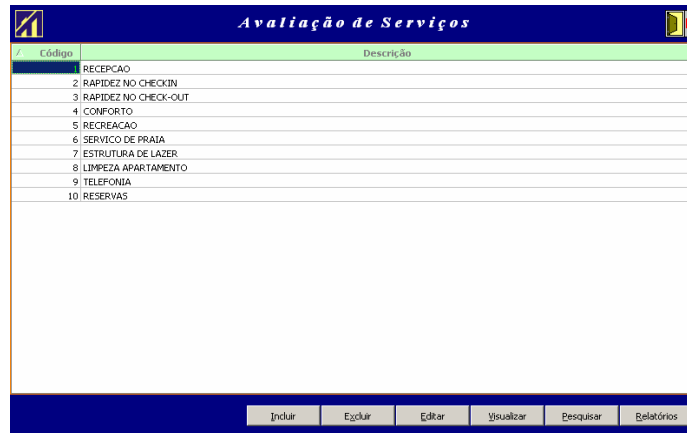 Avaliação de Serviços
/ Código Descrição
1 RECEPCAO
2 RAPIDEZ NO CHECKIN
3 RAPIDEZ NO CHECK-OUT
4 CONFORTO
5 RECREACAO
6 SERVICO DE PRAIA
7 ESTRUTURA DE LAZER
8 LIMPEZA APARTAMENTO
9 TELEFONIA
10 RESERVAS
Incluir Excluir Editar Visualizar Pesquisar Relatórios